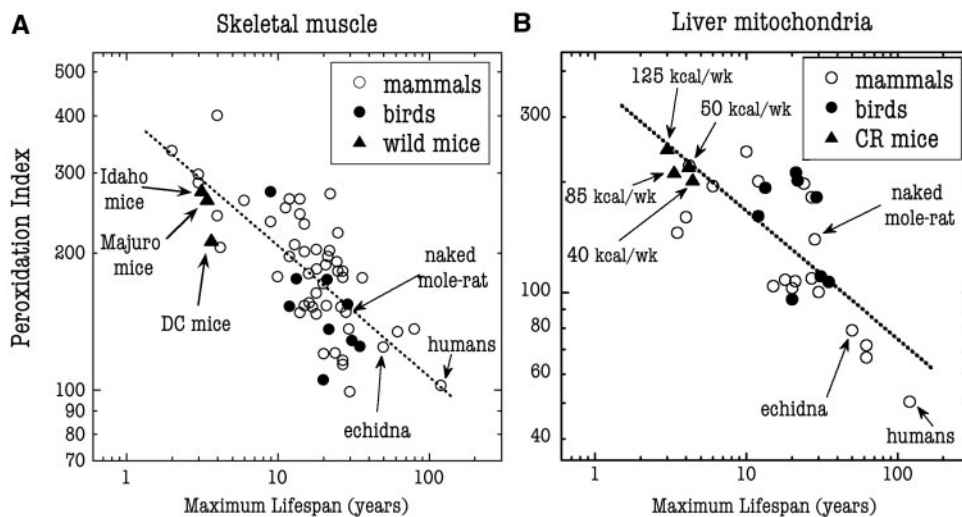 A
Skeletal muscle
Peroxidation Index
500
400
300
200
100
90
80
70
mammals
birds
wild mice
Idaho
mice
Majuro
mice
DC mice
naked
mole-rat
humans
echidna
1
10
100
Maximum Lifespan (years)
B
Liver mitochondria
300
100
80
60
40
125 kcal/wk
50 kcal/wk
85 kcal/wk
40 kcal/wk
mammals
birds
CR mice
naked
mole-rat
echidna
humans
1
10
100
Maximum Lifespan (years)